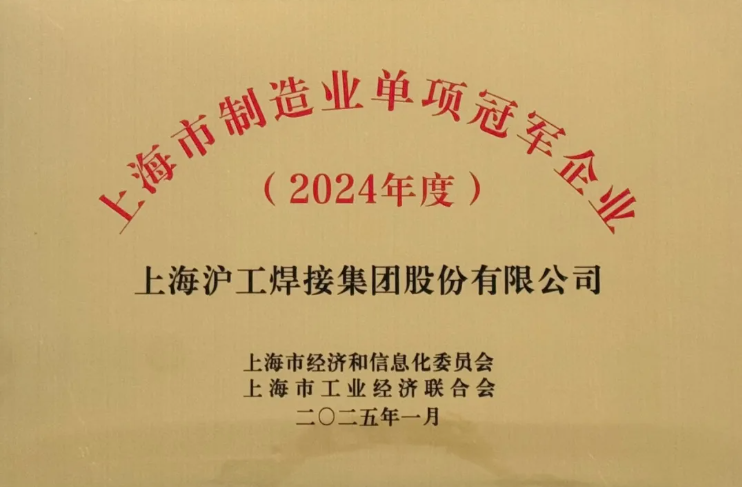 上海市制造业单项冠军企业
（2024年度）
上海沪工焊接集团股份有限公司
上海市经济和信息化委员会
上海市工业经济联合会
二〇二五年一月